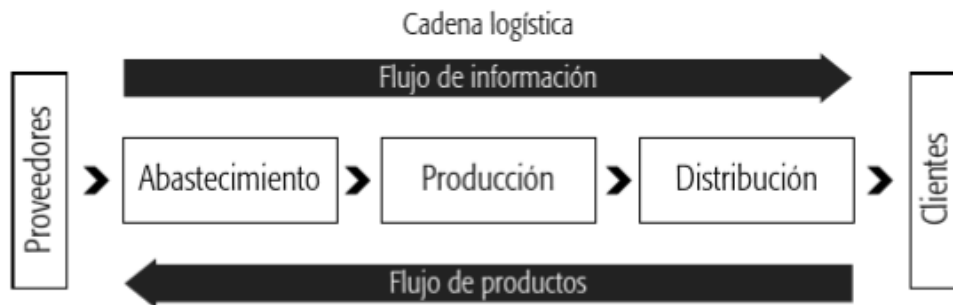 Cadena logística
Flujo de información
Proveedores
Abastecimiento
Producción
Distribución
Clientes
Flujo de productos